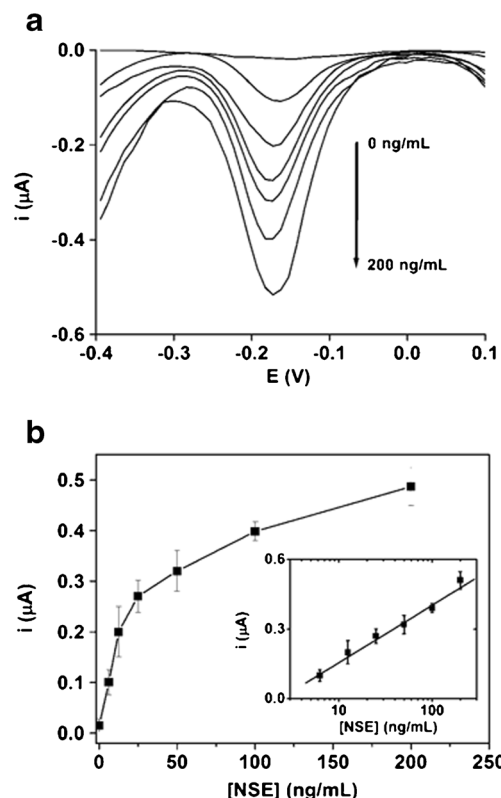 a
0.0
-0.2
-0.4
-0.6
i (μA)
0 ng/mL
200 ng/mL
-0.4 -0.3 -0.2 -0.1 0.0 0.1
E (V)
b
0.5
0.4
0.3
0.2
0.1
0.0
i (μA)
0.6
0.3
0.0
i (μA)
10 100
[NSE] (ng/mL)
0 50 100 150 200 250
[NSE] (ng/mL)